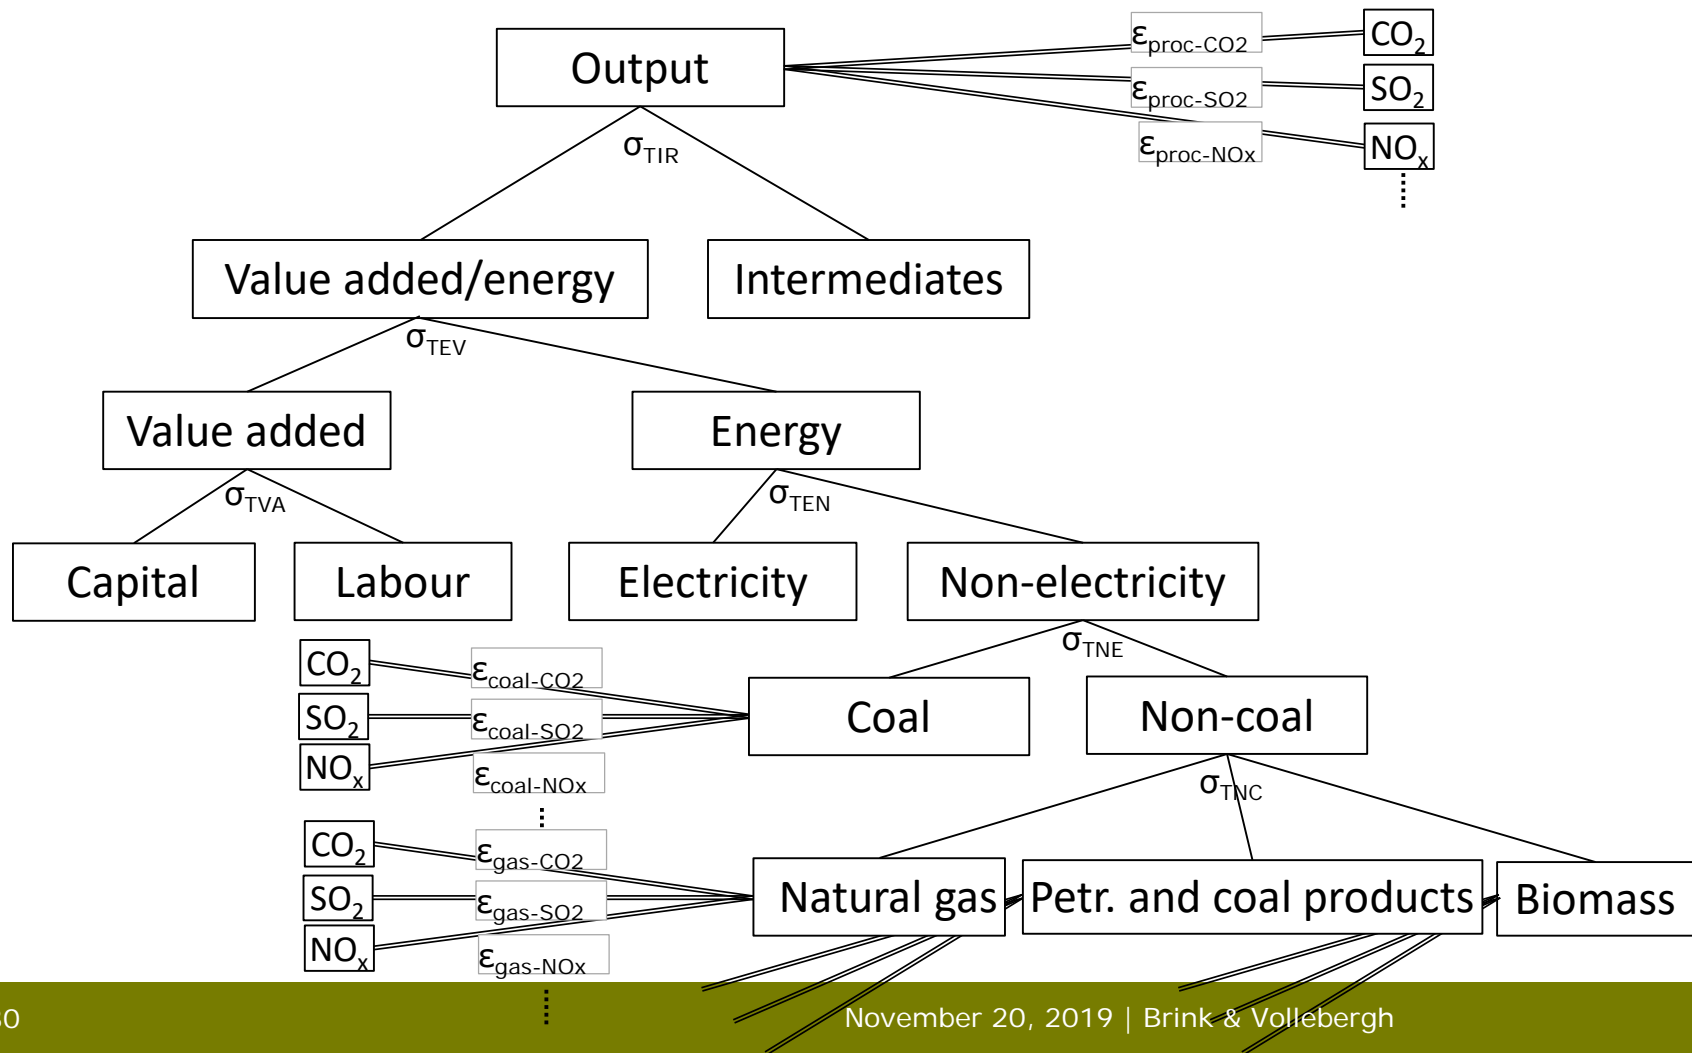 Output
σTIR
εproc-CO2
CO2
εproc-SO2
SO2
εproc-NOx
NOx
Value added/energy
Intermediates
σTEV
Value added
Energy
σTVA
σTEN
Capital
Labour
Electricity
Non-electricity
σTNE
CO2
εcoal-CO2
SO2
εcoal-SO2
NOx
εcoal-NOx
Coal
Non-coal
σTNC
CO2
εgas-CO2
SO2
εgas-SO2
NOx
εgas-NOx
Natural gas
Petr. and coal products
Biomass
November 20, 2019 | Brink & Vollebergh